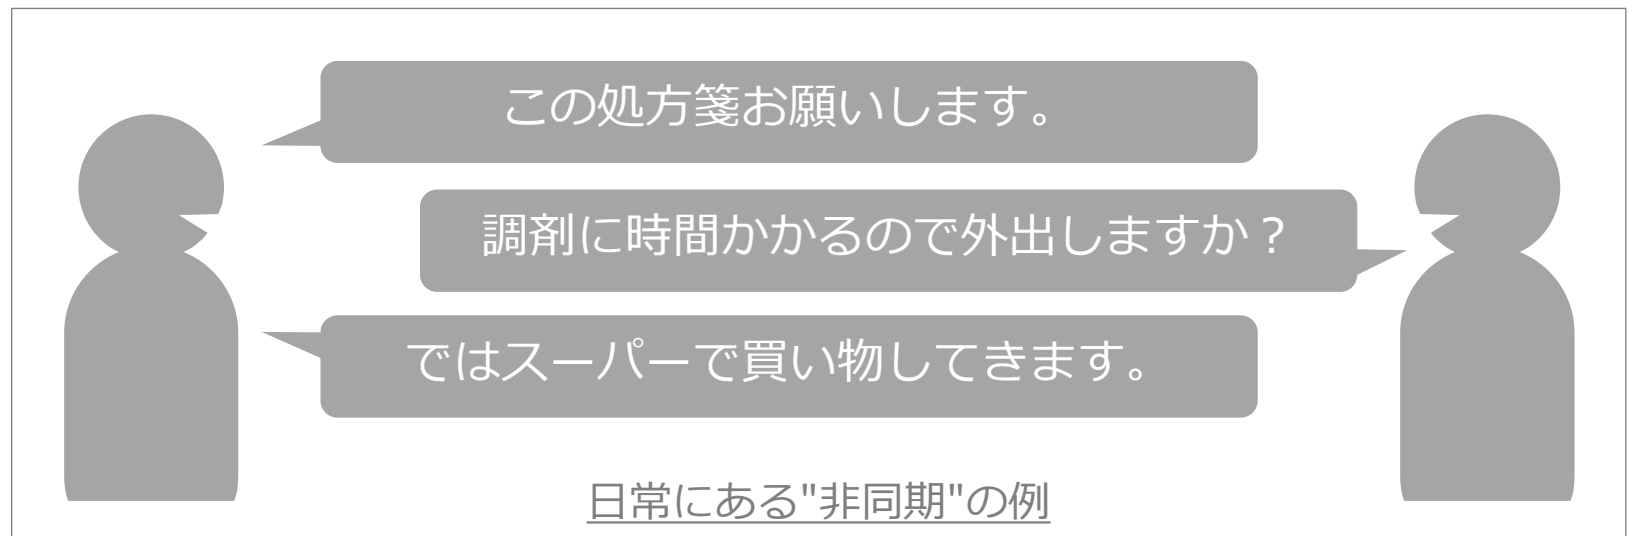 この処方箋お願いします。
調剤に時間かかるので外出しますか？
ではスーパーで買い物してきます。
日常にある"非同期"の例